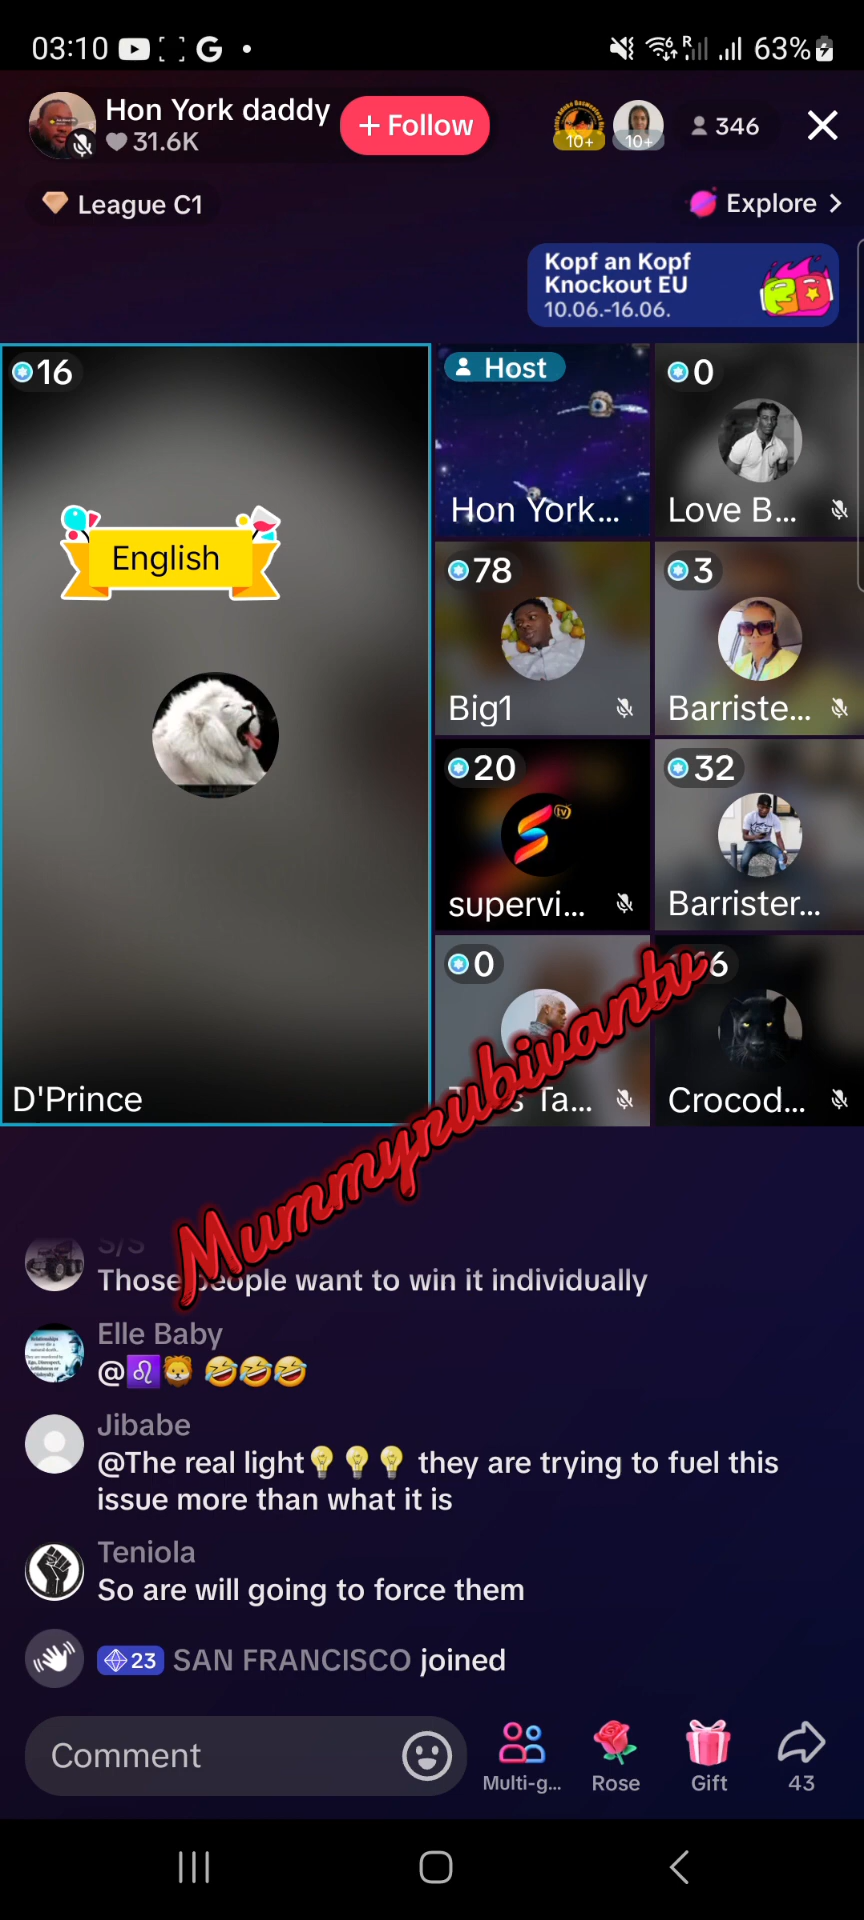 03:10
63%
Hon York daddy
31.6K
+ Follow
10+
10+
346
League C1
Explore
Kopf an Kopf
Knockout EU
10.06.-16.06.
16
English
D'Prince
Host
Hon York...
0
Love B...
78
Big1
3
Barriste...
20
supervi...
32
Barrister...
0
Ta...
6
Crocod...
Mummyrubivantv
S/S
Those people want to win it individually
Elle Baby
@♌🦁 🤣🤣🤣
Jibabe
@The real light💡💡💡 they are trying to fuel this
issue more than what it is
Teniola
So are will going to force them
23 SAN FRANCISCO joined
Comment
Multi-g...
Rose
Gift
43